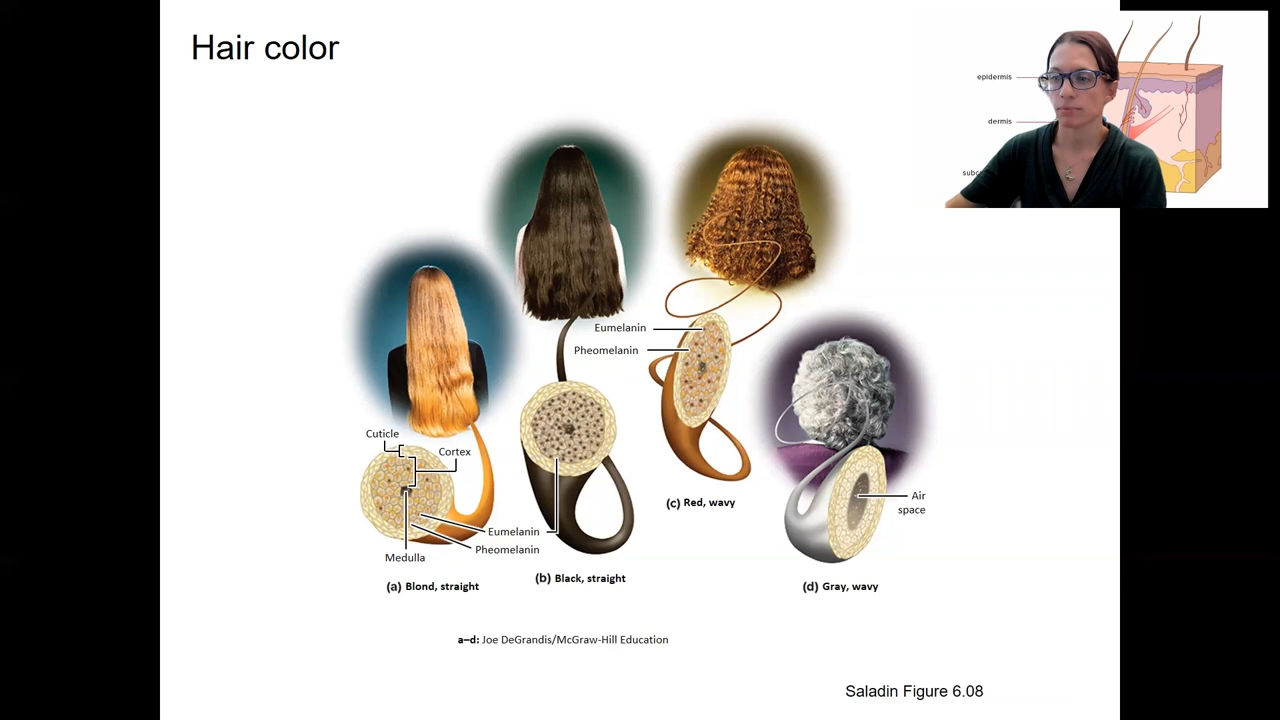 Hair color
epidermis
dermis
Eumelanin
Pheomelanin
Cuticle
Cortex
Air
space
(c) Red, wavy
Eumelanin
Pheomelanin
Medulla
(a) Blond, straight
(b) Black, straight
(d) Gray, wavy
a–d: Joe DeGrandis/McGraw-Hill Education
Saladin Figure 6.08